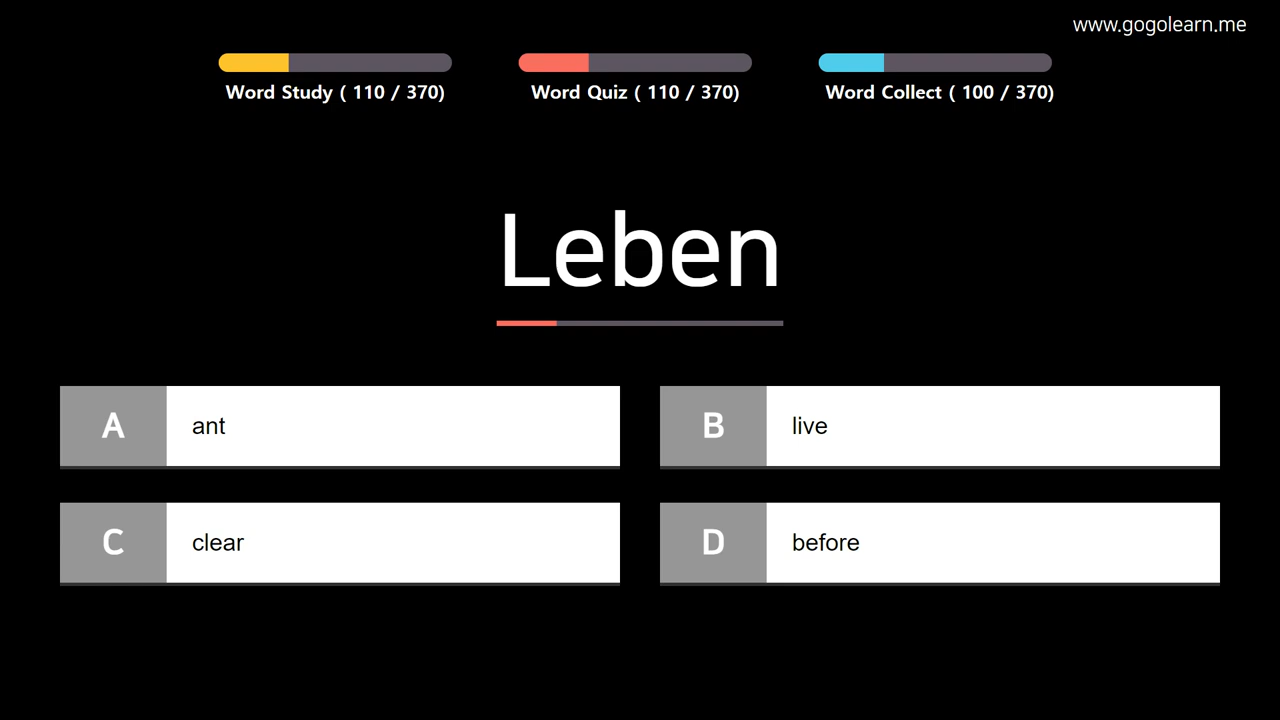 www.gogolearn.me
Word Study ( 110 / 370)
Word Quiz ( 110 / 370)
Word Collect ( 100 / 370)
Leben
A ant
B live
C clear
D before